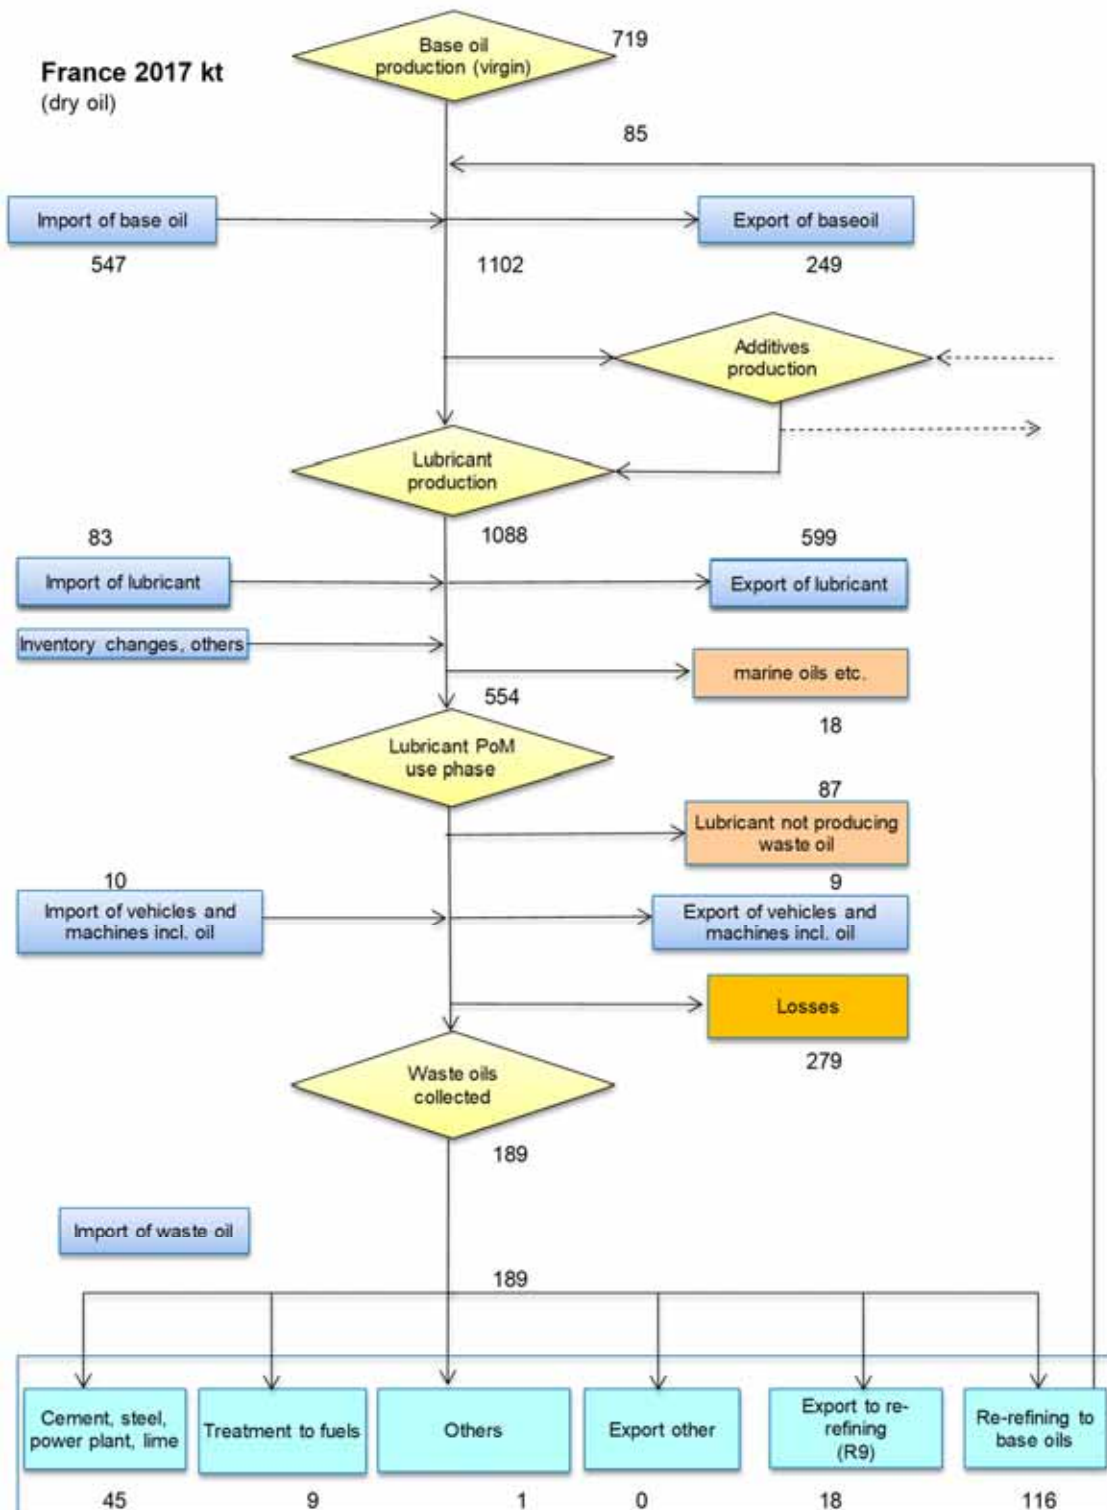 France 2017 kt
(dry oil)
Base oil
production (virgin)
719
85
Import of base oil
Export of baseoil
547
1102
249
Additives
production
Lubricant
production
83
1088
599
Import of lubricant
Export of lubricant
Inventory changes, others
marine oils etc.
554
18
Lubricant PoM
use phase
87
Lubricant not producing
waste oil
10
9
Import of vehicles and
machines incl. oil
Export of vehicles and
machines incl. oil
Losses
279
Waste oils
collected
189
Import of waste oil
189
Cement, steel,
power plant, lime
Treatment to fuels
Others
Export other
Export to re-
refining
(R9)
Re-refining to
base oils
45
9
1
0
18
116